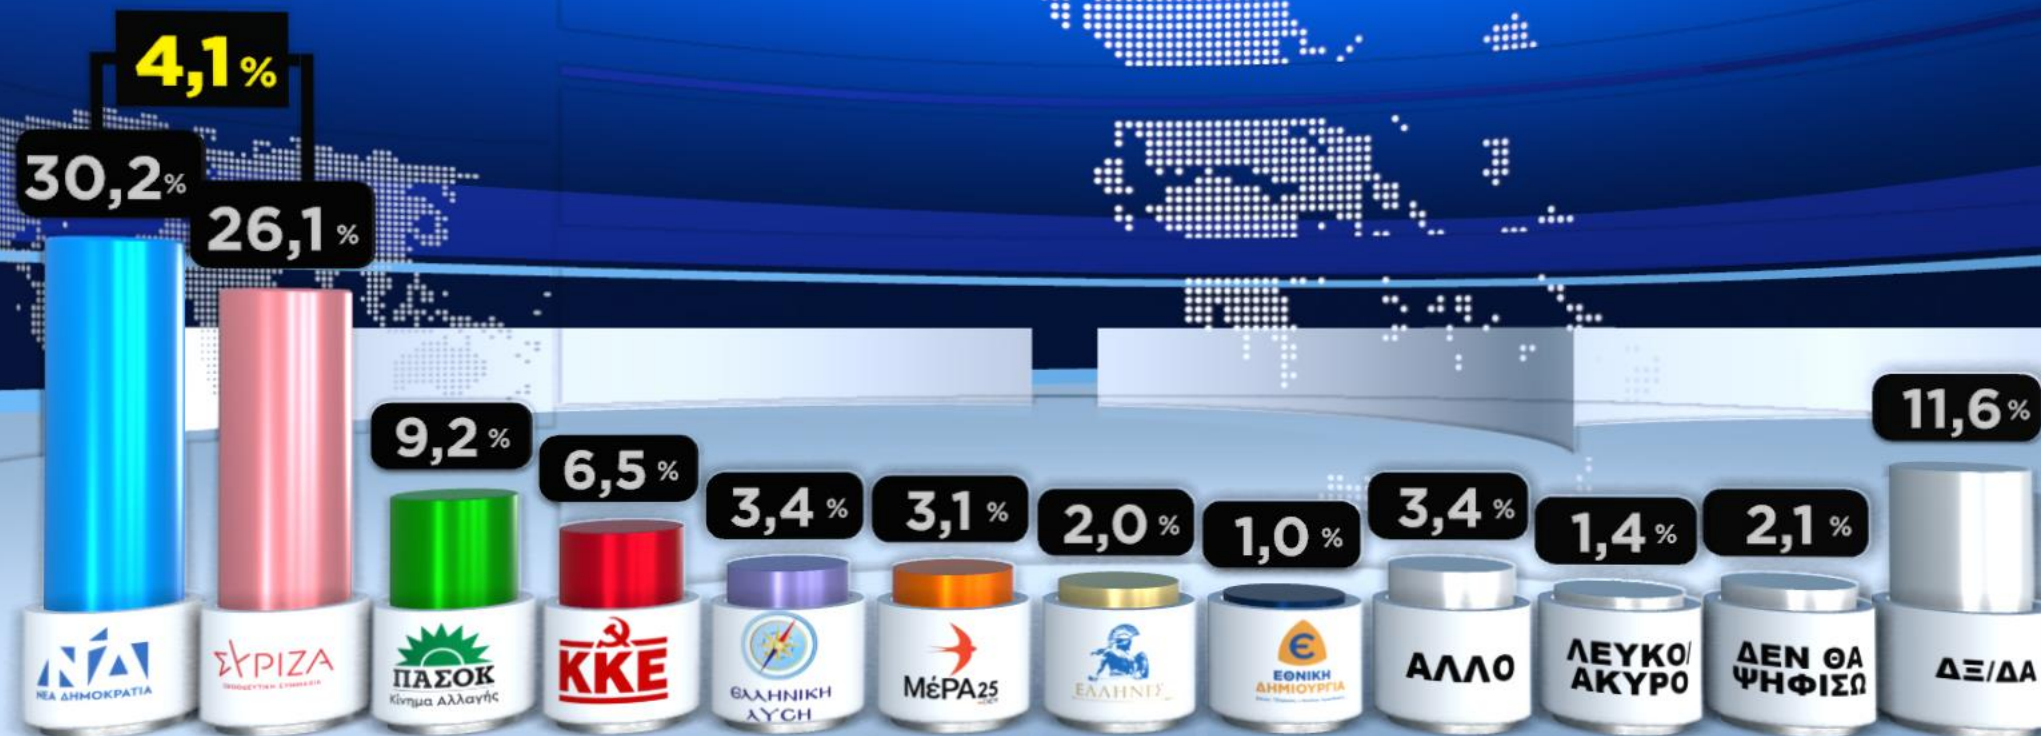 4,1%
30,2%
26,1%
9,2%
6,5%
3,4%
3,1%
2,0%
1,0%
3,4%
1,4%
2,1%
11,6%
ΝΔ
ΝΕΑ ΔΗΜΟΚΡΑΤΙΑ
ΣΥΡΙΖΑ
ΠΑΣΟΚ
Κίνημα Αλλαγής
ΚΚΕ
ΕΛΛΗΝΙΚΗ
ΛΥΣΗ
ΜέΡΑ25
ΕΛΛΗΝΕΣ
ΕΘΝΙΚΗ
ΔΗΜΙΟΥΡΓΙΑ
ΑΛΛΟ
ΛΕΥΚΟ/
ΑΚΥΡΟ
ΔΕΝ ΘΑ
ΨΗΦΙΣΩ
ΔΞ/ΔΑ